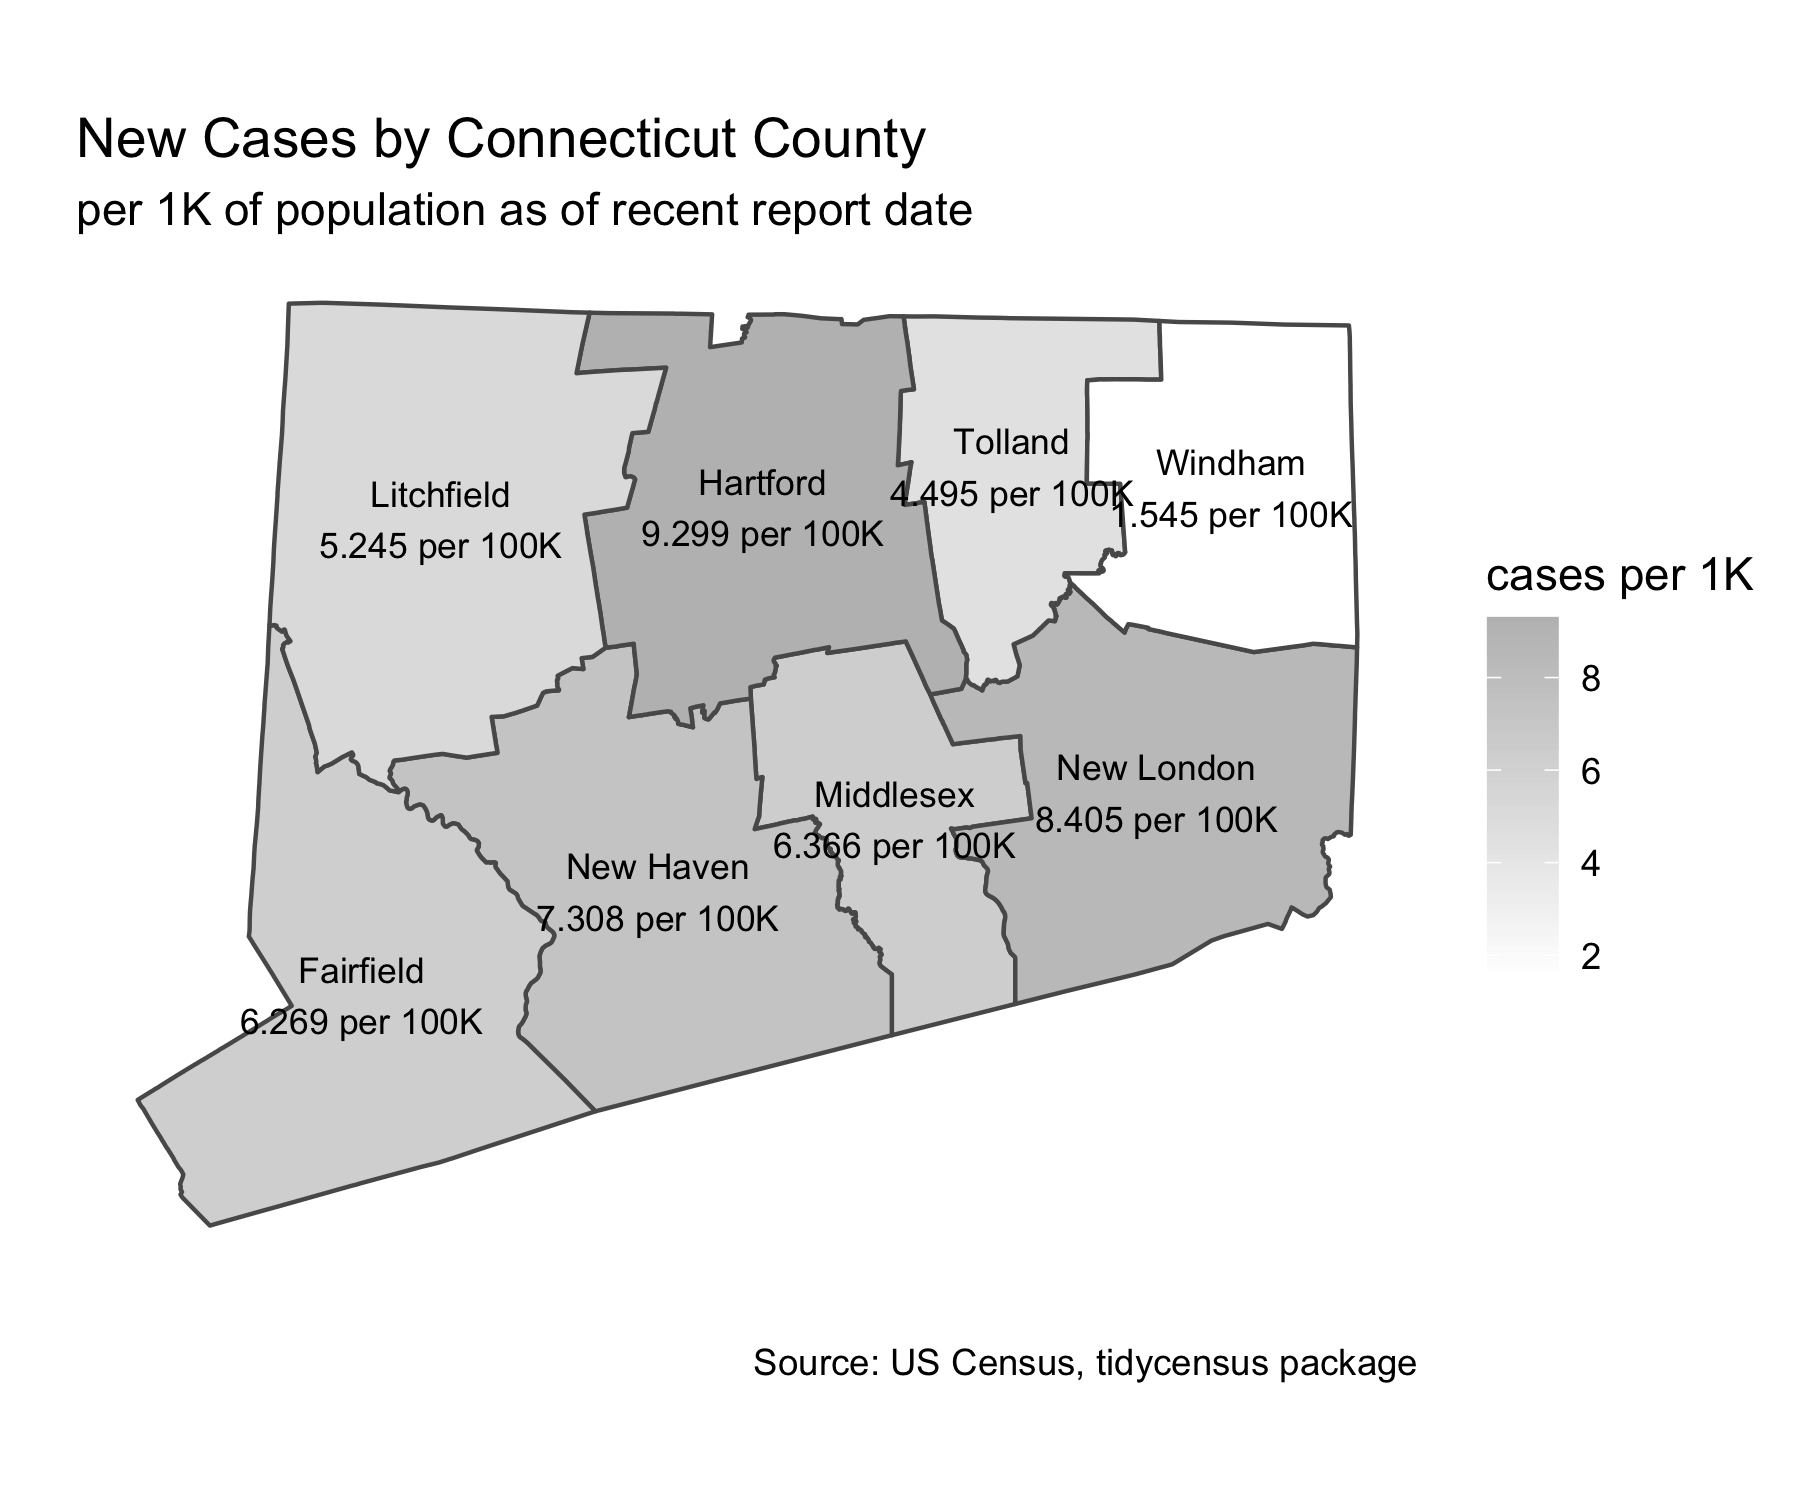 New Cases by Connecticut County
per 1K of population as of recent report date
Litchfield
5.245 per 100K
Hartford
9.299 per 100K
Tolland
4.495 per 100K
Windham
1.545 per 100K
New London
8.405 per 100K
Middlesex
6.366 per 100K
New Haven
7.308 per 100K
Fairfield
6.269 per 100K
cases per 1K
8
6
4
2
Source: US Census, tidycensus package